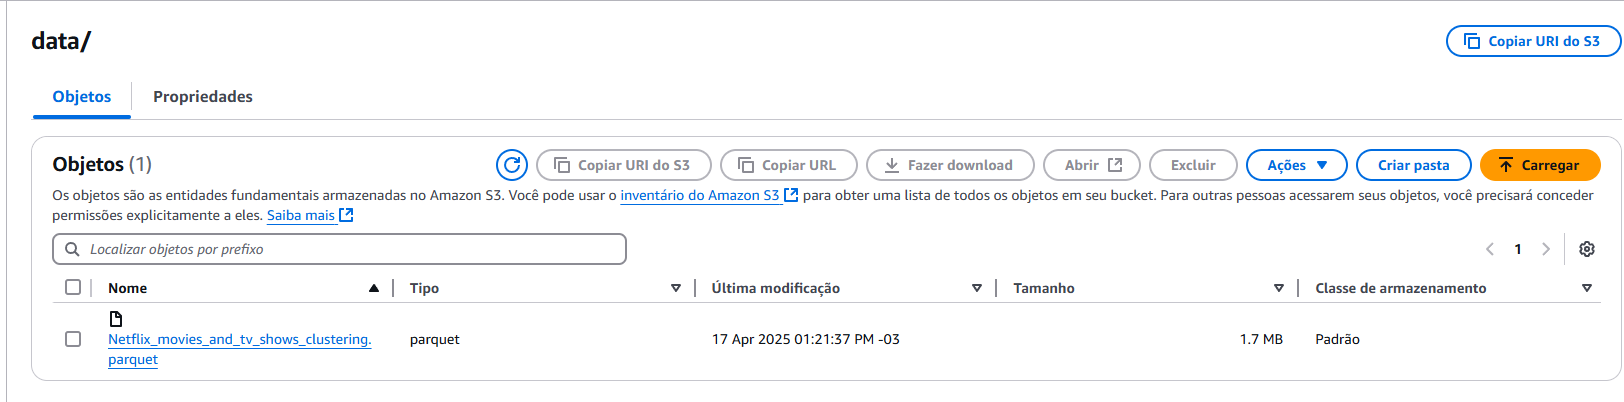 data/
Copiar URI do S3
Objetos
Propriedades
Objetos (1)
Copiar URI do S3
Copiar URL
Fazer download
Abrir
Excluir
Ações
Criar pasta
Carregar
Os objetos são as entidades fundamentais armazenadas no Amazon S3. Você pode usar o inventário do Amazon S3 para obter uma lista de todos os objetos em seu bucket. Para outras pessoas acessarem seus objetos, você precisará conceder
permissões explicitamente a eles. Saiba mais
Localizar objetos por prefixo
1
Nome
Tipo
Última modificação
Tamanho
Classe de armazenamento
Netflix_movies_and_tv_shows_clustering.
parquet
parquet
17 Apr 2025 01:21:37 PM -03
1.7 MB
Padrão